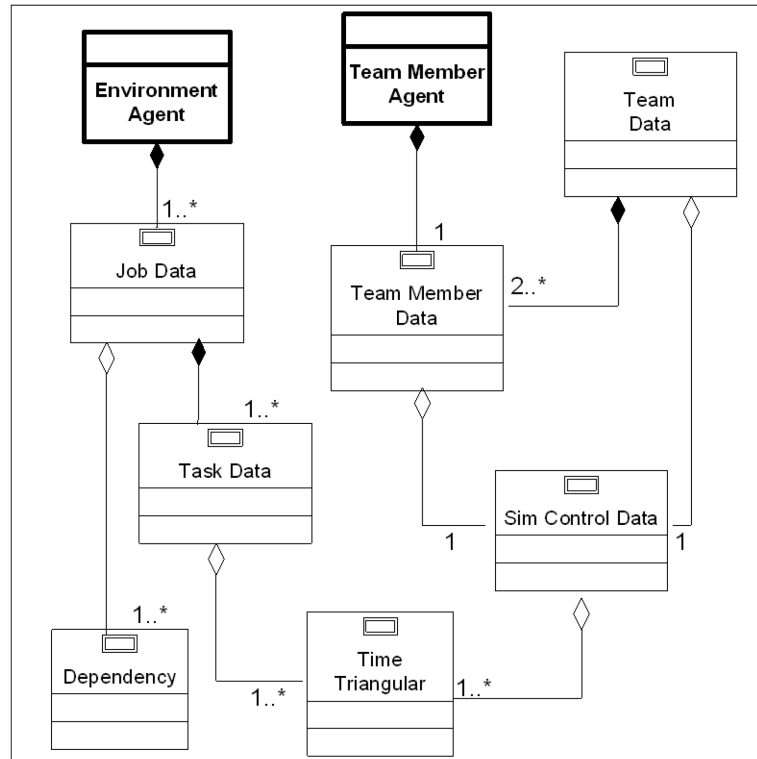 Environment
Agent
Team Member
Agent
Team
Data
1..*
Job Data
1
Team Member
Data
2..*
1..*
Task Data
Sim Control Data
1
1
1..*
Dependency
Time
Triangular
1..*
1..*